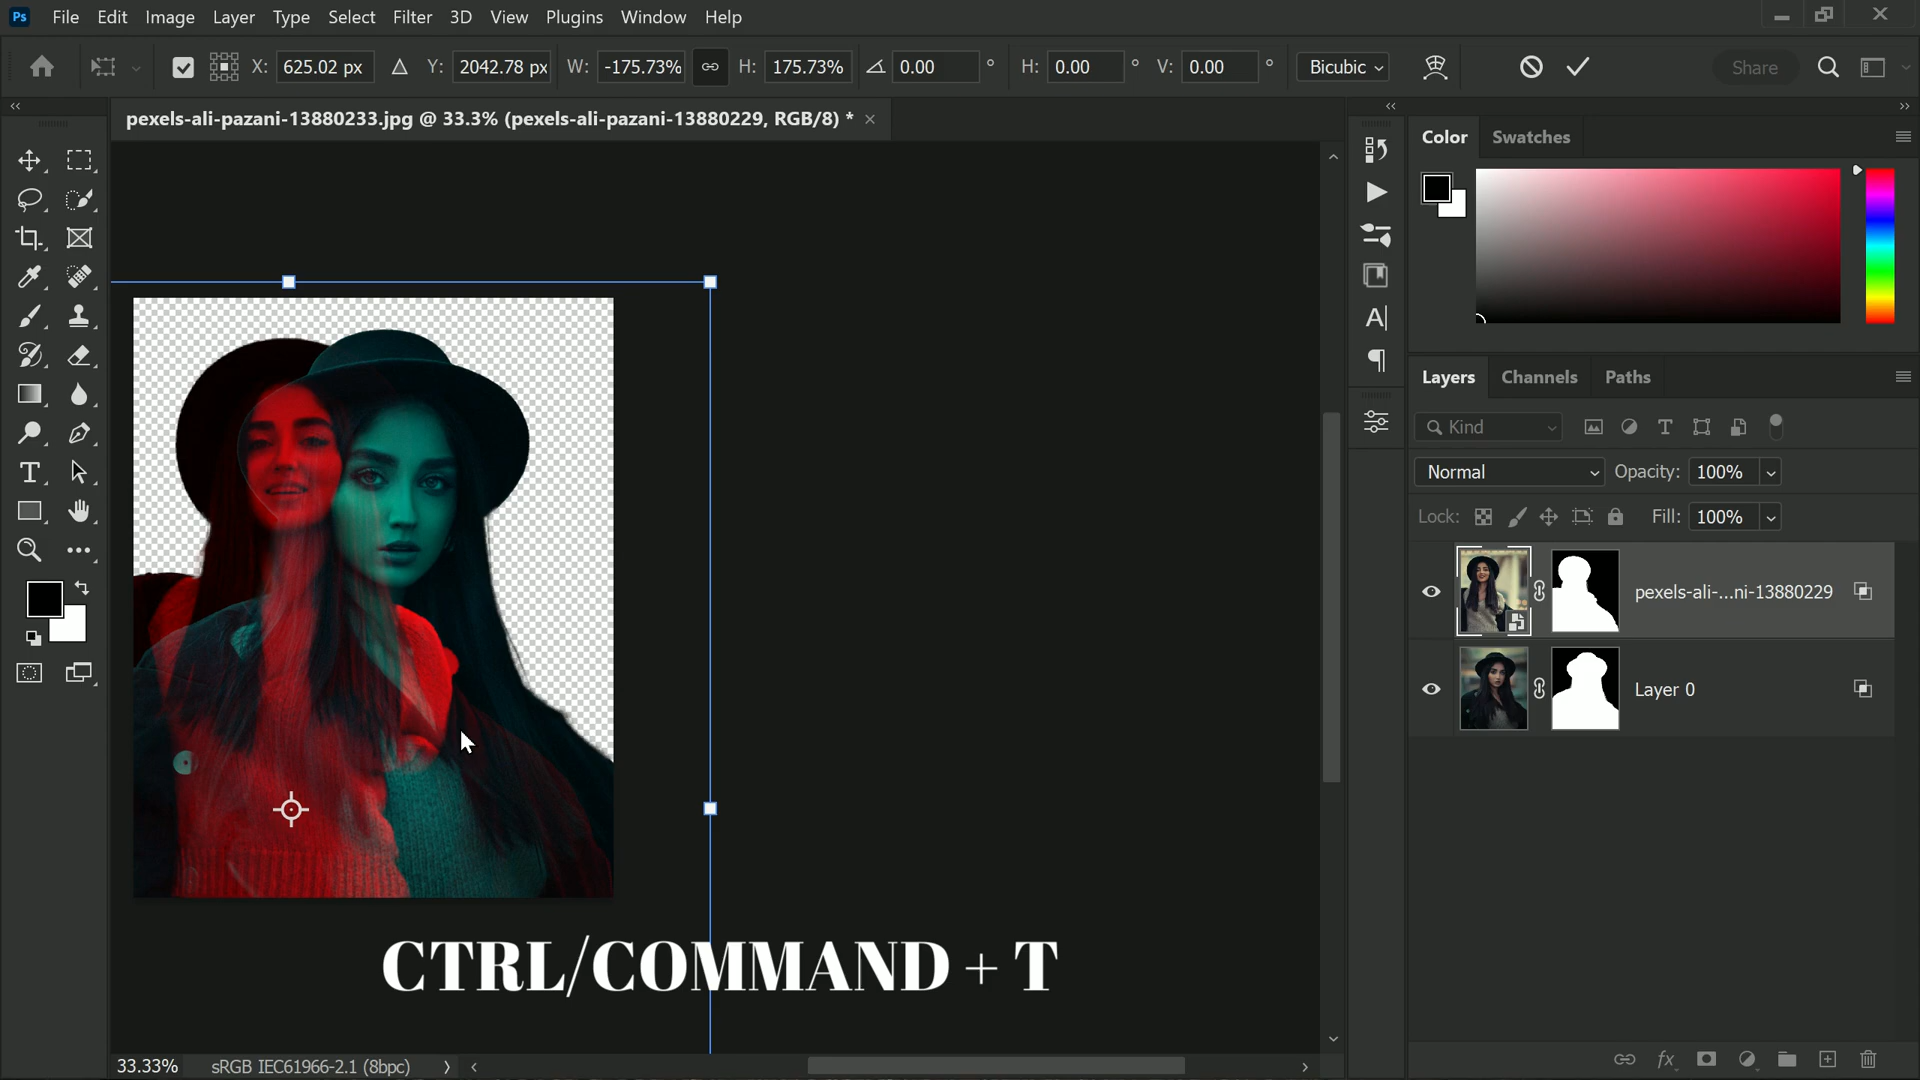 Ps File Edit Image Layer Type Select Filter 3D View Plugins Window Help
X: 625.02 px Y: 2042.78 px W: -175.73% H: 175.73% 0.00 ° H: 0.00 ° V: 0.00 ° Bicubic Share
pexels-ali-pazani-13880233.jpg @ 33.3% (pexels-ali-pazani-13880229, RGB/8) *
Color Swatches
Layers Channels Paths
Kind
Normal Opacity: 100%
Lock: Fill: 100%
pexels-ali-...ni-13880229
Layer 0
CTRL/COMMAND + T
33.33% sRGB IEC61966-2.1 (8bpc)